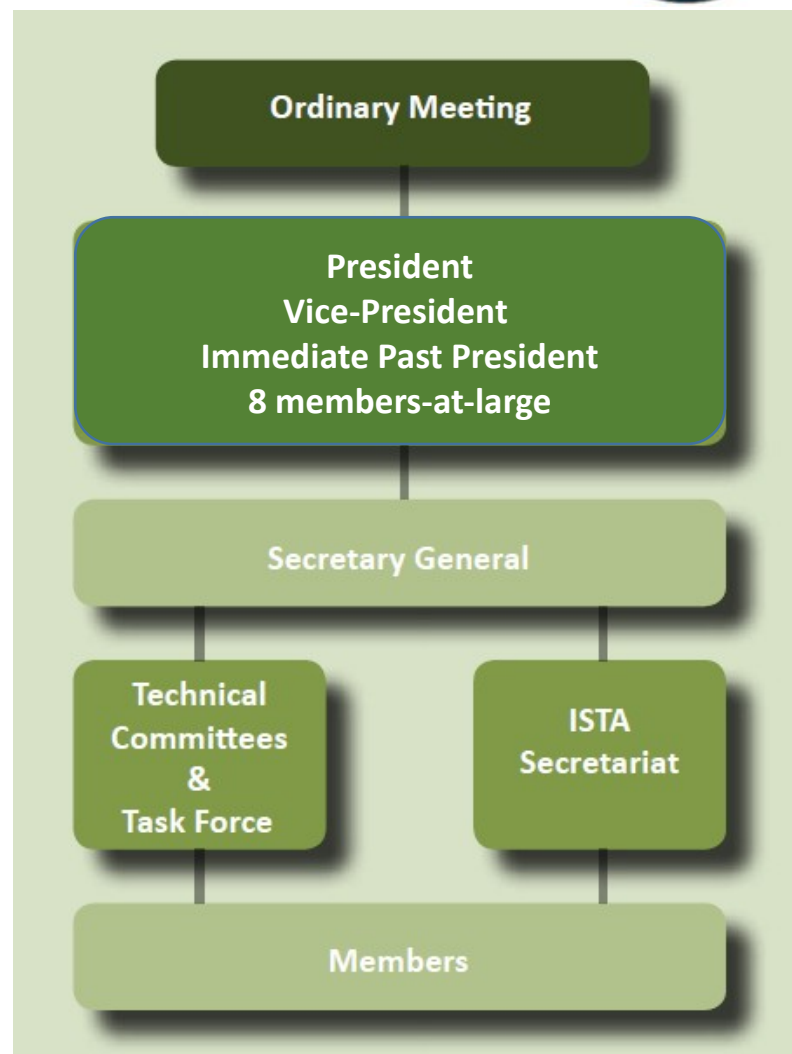 Ordinary Meeting
President
Vice-President
Immediate Past President
8 members-at-large
Secretary General
Technical
Committees
&
Task Force
ISTA
Secretariat
Members